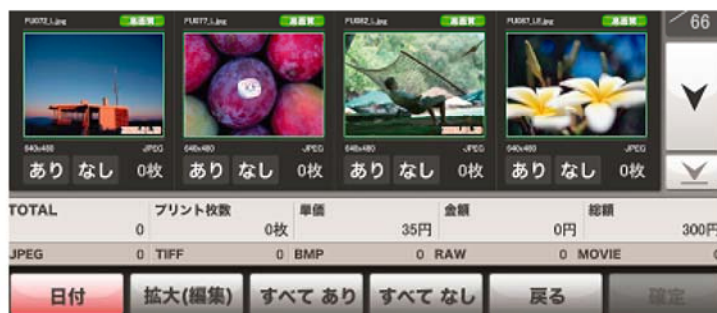 PU072_L.jpg 高画質 PU077_L.jpg 高画質 PU082_L.jpg 高画質 PU087_LE.jpg 高画質 66
640x480 JPEG 640x480 JPEG 640x480 JPEG 640x480 JPEG
あり なし 0枚 あり なし 0枚 あり なし 0枚 あり なし 0枚
TOTAL プリント枚数 単価 金額 総額
0 0枚 35円 0円 300円
JPEG 0 TIFF 0 BMP 0 RAW 0 MOVIE 0
日付 拡大(編集) すべて あり すべて なし 戻る 確定